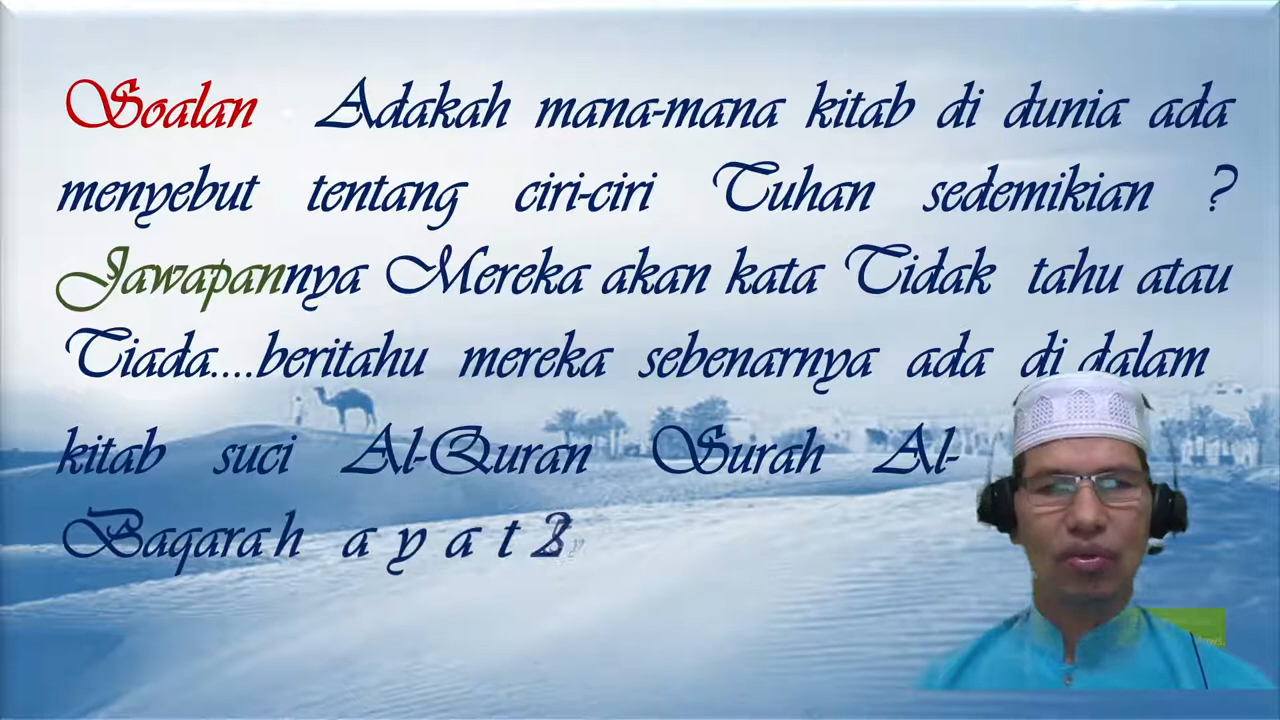 Soalan Adakah mana-mana kitab di dunia ada
menyebut tentang ciri-ciri Tuhan sedemikian ?
Jawapannya Mereka akan kata Tidak tahu atau
Tiada....beritahu mereka sebenarnya ada di dalam
kitab suci Al-Quran Surah Al-
Baqarah ayat